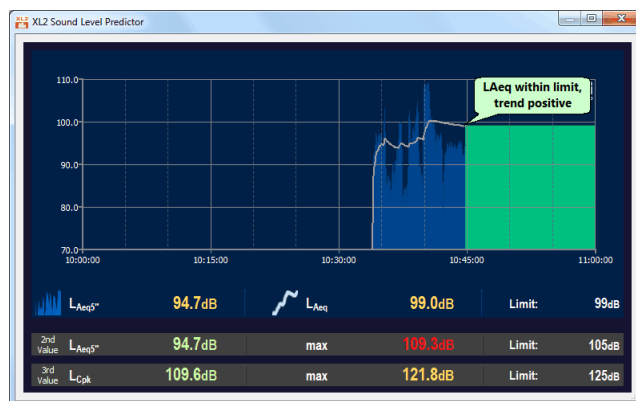 XL2 Sound Level Predictor
110.0
LAeq within limit,
trend positive
100.0
90.0
80.0
70.0
10:00:00 10:15:00 10:30:00 10:45:00 11:00:00
LAeq5" 94.7dB LAeq 99.0dB Limit: 99dB
2nd Value LAeq5" 94.7dB max 109.3dB Limit: 105dB
3rd Value LCpk 109.6dB max 121.8dB Limit: 125dB